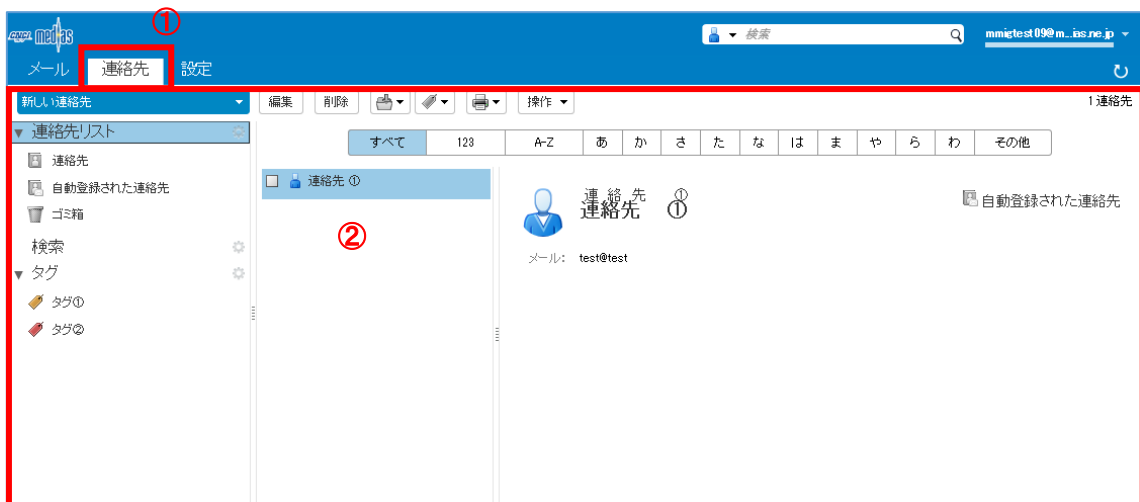 ①
medias
検索
mmigtest09@m...ias.ne.jp
メール 連絡先 設定
新しい連絡先 編集 削除 操作 1 連絡先
連絡先リスト
すべて 123 A-Z あ か さ た な は ま や ら わ その他
連絡先
自動登録された連絡先
ゴミ箱
検索
タグ
タグ①
タグ②
連絡先 ①
②
連絡先 ①
連絡先 ①
自動登録された連絡先
メール: test@test